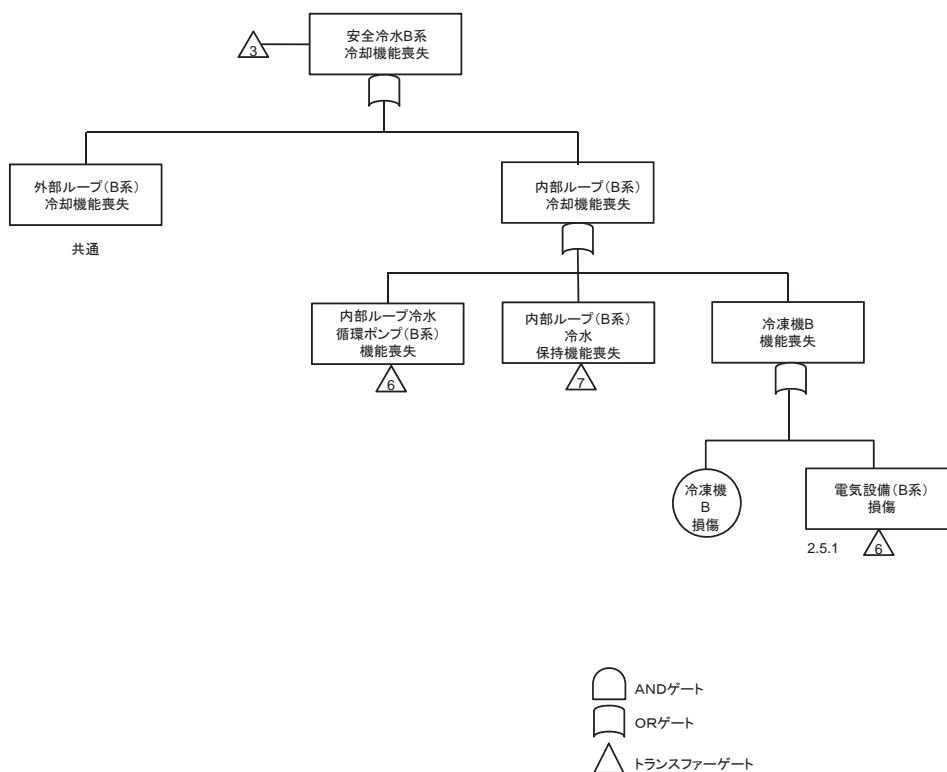 安全冷水B系
冷却機能喪失
3
外部ループ(B系)
冷却機能喪失
共通
内部ループ(B系)
冷却機能喪失
内部ループ冷水
循環ポンプ(B系)
機能喪失
6
内部ループ(B系)
冷水
保持機能喪失
7
冷凍機B
機能喪失
冷凍機
B
損傷
電気設備(B系)
損傷
2.5.1
6
ANDゲート
ORゲート
トランスファーゲート